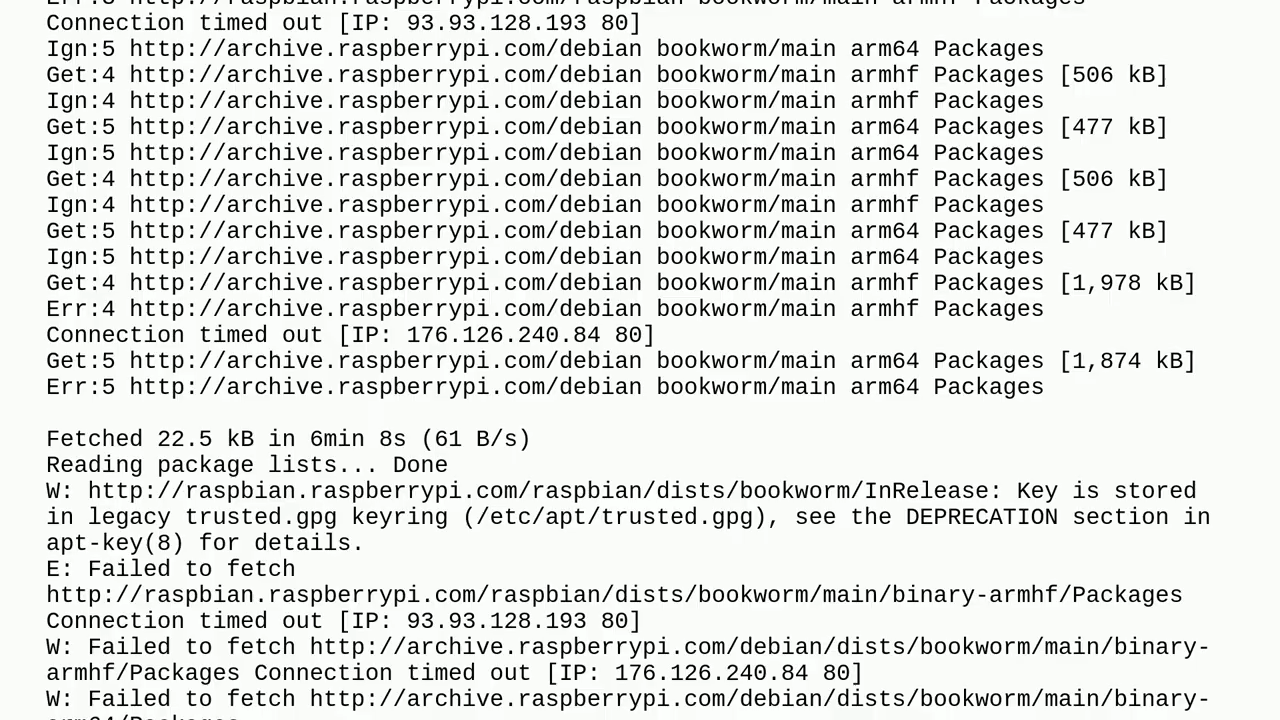 Err:3 http://raspbian.raspberrypi.com/raspbian bookworm/main armhf Packages
Connection timed out [IP: 93.93.128.193 80]
Ign:5 http://archive.raspberrypi.com/debian bookworm/main arm64 Packages
Get:4 http://archive.raspberrypi.com/debian bookworm/main armhf Packages [506 kB]
Ign:4 http://archive.raspberrypi.com/debian bookworm/main armhf Packages
Get:5 http://archive.raspberrypi.com/debian bookworm/main arm64 Packages [477 kB]
Ign:5 http://archive.raspberrypi.com/debian bookworm/main arm64 Packages
Get:4 http://archive.raspberrypi.com/debian bookworm/main armhf Packages [506 kB]
Ign:4 http://archive.raspberrypi.com/debian bookworm/main armhf Packages
Get:5 http://archive.raspberrypi.com/debian bookworm/main arm64 Packages [477 kB]
Ign:5 http://archive.raspberrypi.com/debian bookworm/main arm64 Packages
Get:4 http://archive.raspberrypi.com/debian bookworm/main armhf Packages [1,978 kB]
Err:4 http://archive.raspberrypi.com/debian bookworm/main armhf Packages
Connection timed out [IP: 176.126.240.84 80]
Get:5 http://archive.raspberrypi.com/debian bookworm/main arm64 Packages [1,874 kB]
Err:5 http://archive.raspberrypi.com/debian bookworm/main arm64 Packages
Fetched 22.5 kB in 6min 8s (61 B/s)
Reading package lists... Done
W: http://raspbian.raspberrypi.com/raspbian/dists/bookworm/InRelease: Key is stored
in legacy trusted.gpg keyring (/etc/apt/trusted.gpg), see the DEPRECATION section in
apt-key(8) for details.
E: Failed to fetch
http://raspbian.raspberrypi.com/raspbian/dists/bookworm/main/binary-armhf/Packages
Connection timed out [IP: 93.93.128.193 80]
W: Failed to fetch http://archive.raspberrypi.com/debian/dists/bookworm/main/binary-
armhf/Packages Connection timed out [IP: 176.126.240.84 80]
W: Failed to fetch http://archive.raspberrypi.com/debian/dists/bookworm/main/binary-
arm64/Packages